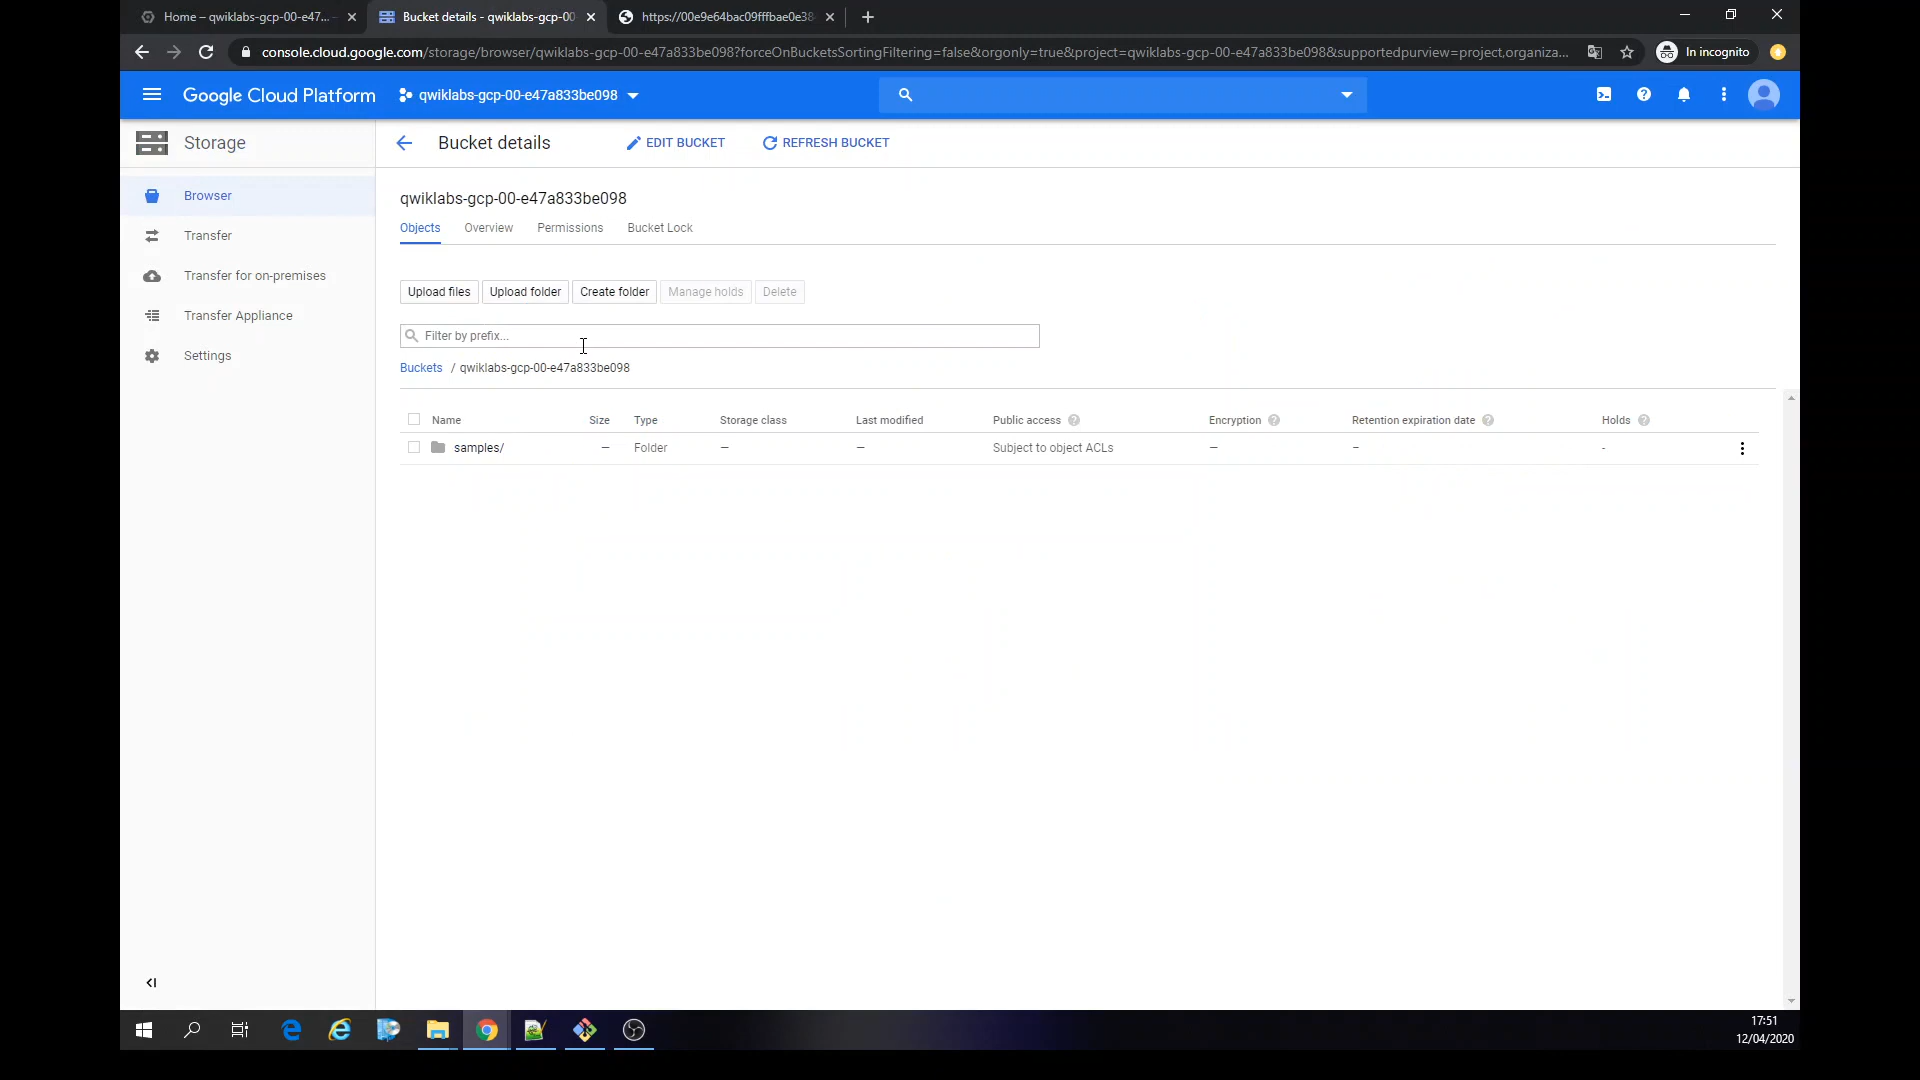 Home – qwiklabs-gcp-00-e47...
Bucket details - qwiklabs-gcp-00
https://00e9e64bac09fffbae0e38
console.cloud.google.com/storage/browser/qwiklabs-gcp-00-e47a833be098?forceOnBucketsSortingFiltering=false&orgonly=true&project=qwiklabs-gcp-00-e47a833be098&supportedpurview=project,organiza...
In incognito
Google Cloud Platform
qwiklabs-gcp-00-e47a833be098
Storage
Bucket details
EDIT BUCKET
REFRESH BUCKET
Browser
Transfer
Transfer for on-premises
Transfer Appliance
Settings
qwiklabs-gcp-00-e47a833be098
Objects Overview Permissions Bucket Lock
Upload files Upload folder Create folder Manage holds Delete
Filter by prefix...
Buckets / qwiklabs-gcp-00-e47a833be098
Name Size Type Storage class Last modified Public access Encryption Retention expiration date Holds
samples/ — Folder — — Subject to object ACLs — – -
17:51
12/04/2020